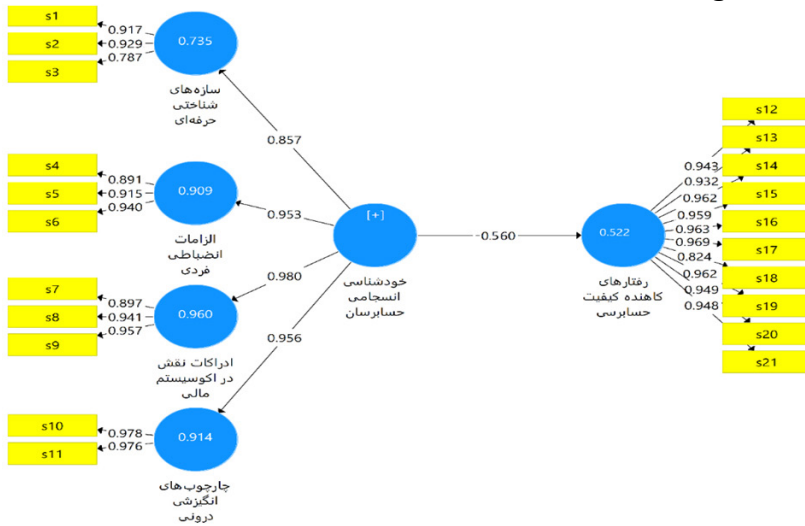 s1
s2
s3
0.917
0.929
0.787
0.735
سازه‌های
شناختی
حرفه‌ای
0.857
s4
s5
s6
0.891
0.915
0.940
0.909
الزامات
انضباطی
فردی
0.953
s7
s8
s9
0.897
0.941
0.957
0.960
ادراکات نقش
در اکوسیستم
مالی
0.980
s10
s11
0.978
0.976
0.914
چارچوب‌های
انگیزشی
درونی
0.956
[+]
خودشناسی
انسجامی
حسابرسان
-0.560
0.522
رفتارهای
کاهنده کیفیت
حسابرسی
0.943
0.932
0.962
0.959
0.963
0.969
0.824
0.962
0.949
0.948
s12
s13
s14
s15
s16
s17
s18
s19
s20
s21